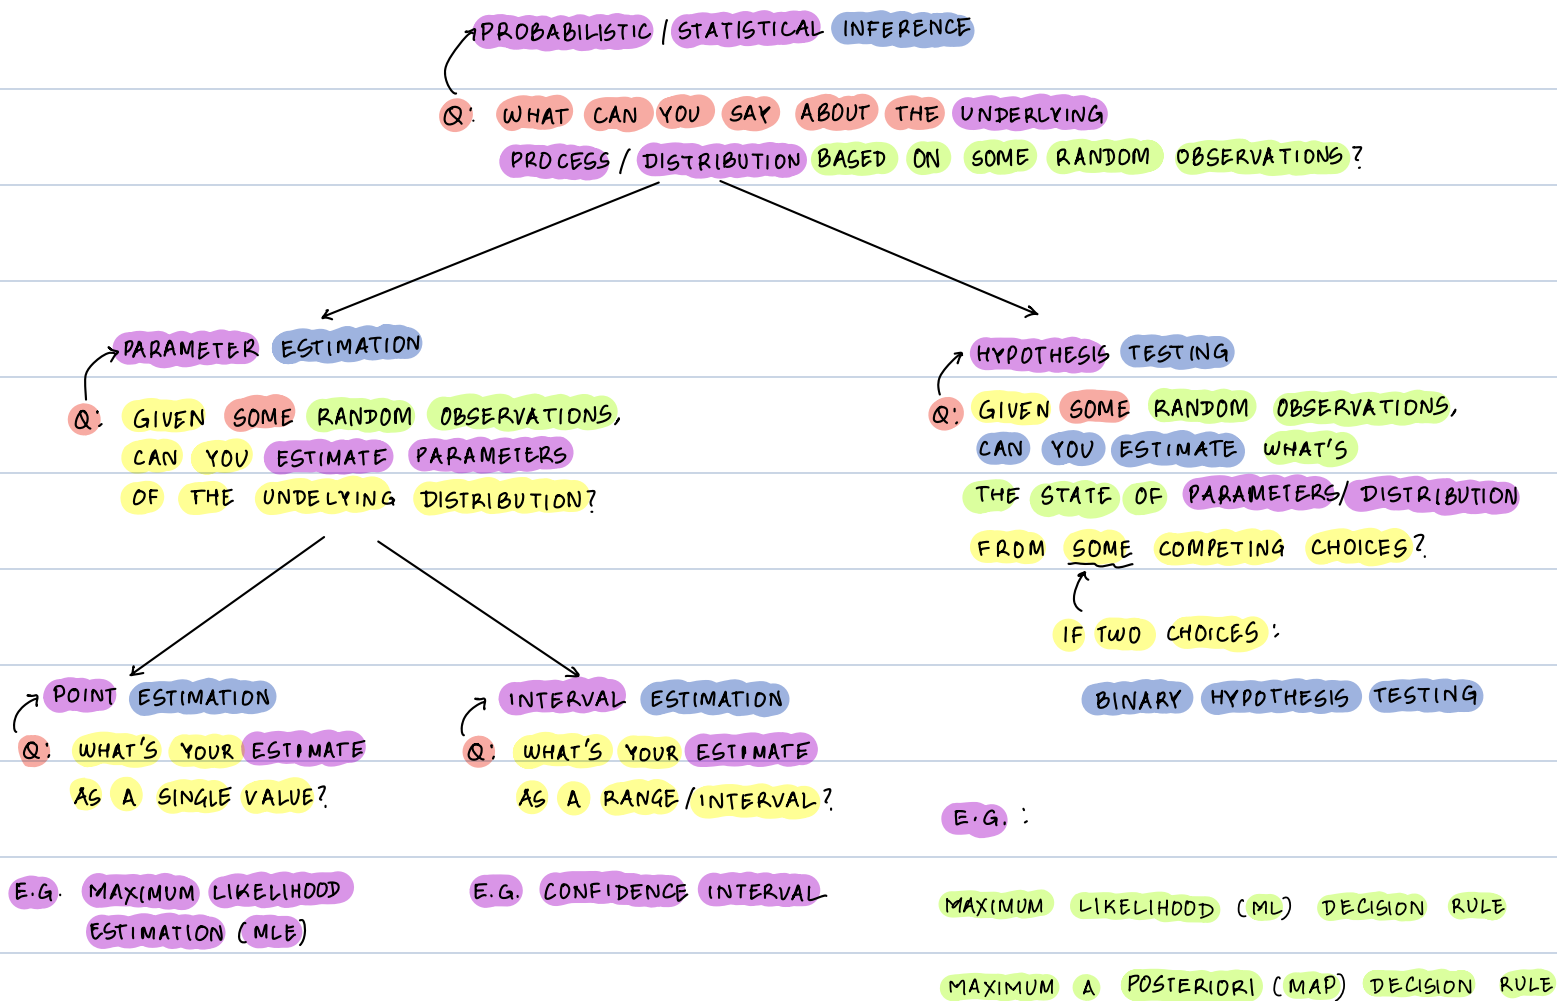 PROBABILISTIC / STATISTICAL INFERENCE
Q: WHAT CAN YOU SAY ABOUT THE UNDERLYING
PROCESS / DISTRIBUTION BASED ON SOME RANDOM OBSERVATIONS?
PARAMETER ESTIMATION
Q: GIVEN SOME RANDOM OBSERVATIONS,
CAN YOU ESTIMATE PARAMETERS
OF THE UNDELYING DISTRIBUTION?
HYPOTHESIS TESTING
Q: GIVEN SOME RANDOM OBSERVATIONS,
CAN YOU ESTIMATE WHAT'S
THE STATE OF PARAMETERS/DISTRIBUTION
FROM SOME COMPETING CHOICES?
IF TWO CHOICES:
BINARY HYPOTHESIS TESTING
POINT ESTIMATION
Q: WHAT'S YOUR ESTIMATE
AS A SINGLE VALUE?
E.G. MAXIMUM LIKELIHOOD
ESTIMATION (MLE)
INTERVAL ESTIMATION
Q: WHAT'S YOUR ESTIMATE
AS A RANGE/INTERVAL?
E.G. CONFIDENCE INTERVAL
E.G. :
MAXIMUM LIKELIHOOD (ML) DECISION RULE
MAXIMUM A POSTERIORI (MAP) DECISION RULE